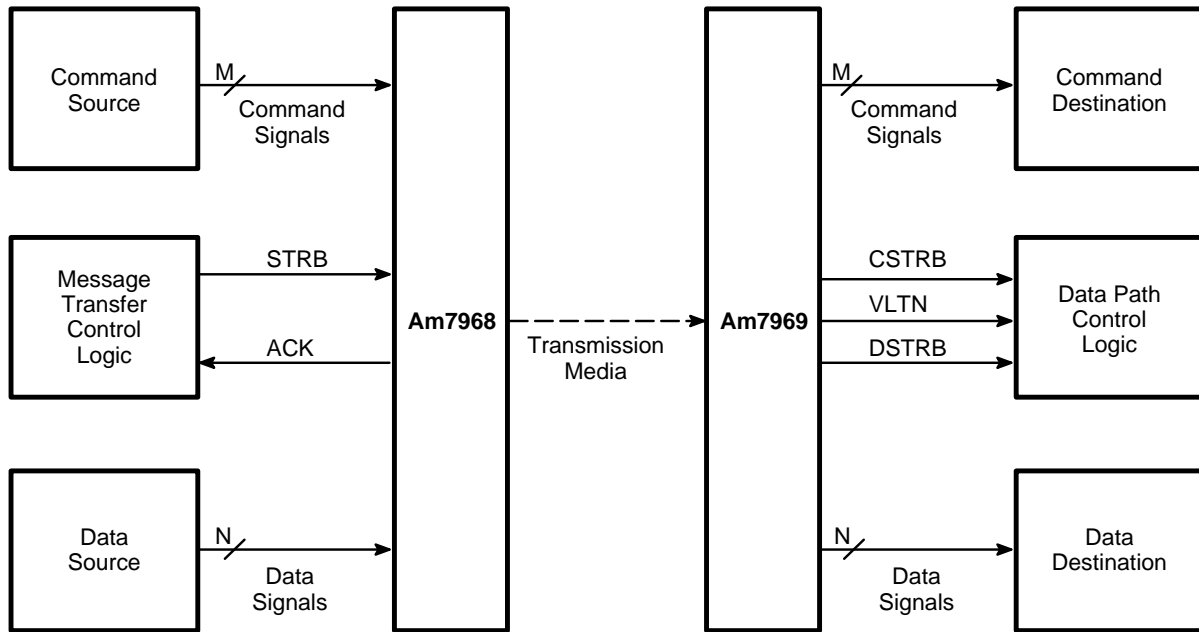 Command
Source
M
Command
Signals
Message
Transfer
Control
Logic
STRB
ACK
Data
Source
N
Data
Signals
Am7968
Transmission
Media
Am7969
M
Command
Signals
Command
Destination
CSTRB
VLTN
DSTRB
Data Path
Control
Logic
N
Data
Signals
Data
Destination